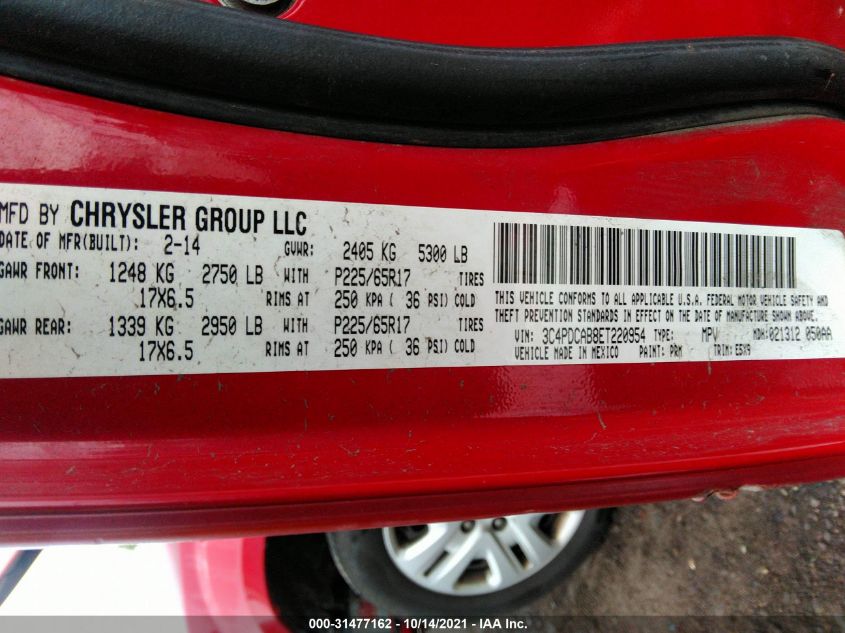 MFD BY CHRYSLER GROUP LLC
DATE OF MFR(BUILT): 2-14 GVWR: 2405 KG 5300 LB
GAWR FRONT: 1248 KG 2750 LB WITH P225/65R17 TIRES
17X6.5 RIMS AT 250 KPA ( 36 PSI) COLD
GAWR REAR: 1339 KG 2950 LB WITH P225/65R17 TIRES
17X6.5 RIMS AT 250 KPA ( 36 PSI) COLD
THIS VEHICLE CONFORMS TO ALL APPLICABLE U.S.A. FEDERAL MOTOR VEHICLE SAFETY AND
THEFT PREVENTION STANDARDS IN EFFECT ON THE DATE OF MANUFACTURE SHOWN ABOVE.
VIN: 3C4PDCAB8ET220954 TYPE: MPV MDH: 021312 050AA
VEHICLE MADE IN MEXICO PAINT: PRM TRIM: E5X9
000-31477162 - 10/14/2021 - IAA Inc.